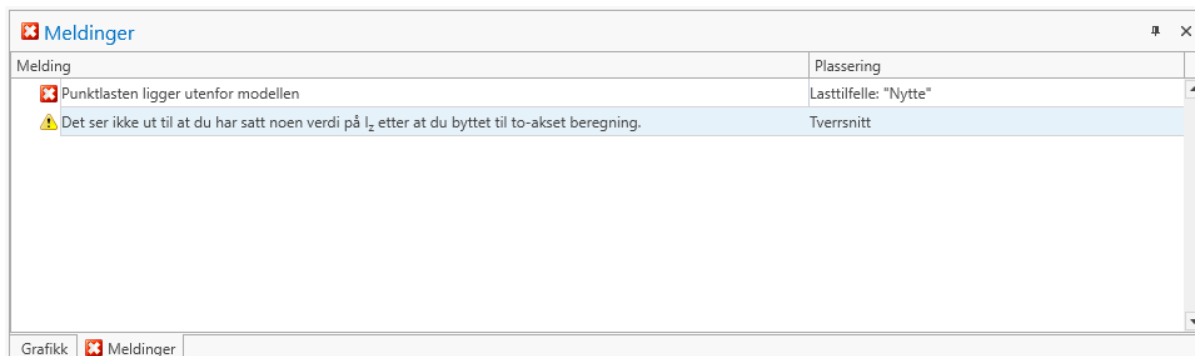 Meldinger
Melding Plassering
Punktlasten ligger utenfor modellen Lasttilfelle: "Nytte"
Det ser ikke ut til at du har satt noen verdi på Iz etter at du byttet til to-akset beregning. Tverrsnitt
Grafikk Meldinger